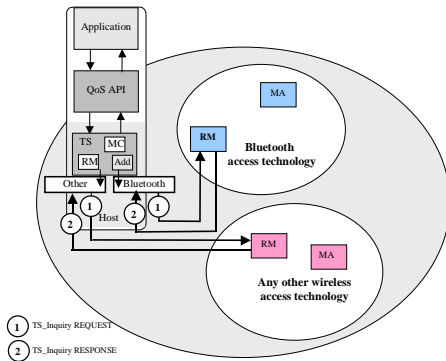 Application
QoS API
TS
MC
RM
Add
Other
Bluetooth
Host
1
2
1
2
MA
RM
Bluetooth
access technology
RM
MA
Any other wireless
access technology
1 TS_Inquiry REQUEST
2 TS_Inquiry RESPONSE